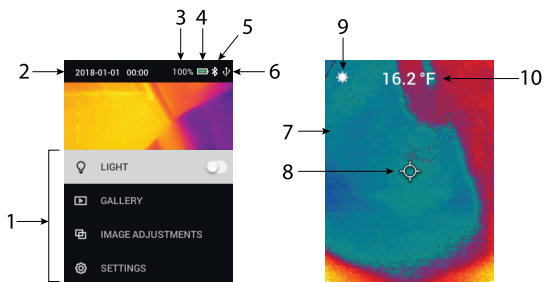 3 4 5 9
2 2018-01-01 00:00 100% 6 16.2 °F 10
7
LIGHT
8
GALLERY
1
IMAGE ADJUSTMENTS
SETTINGS